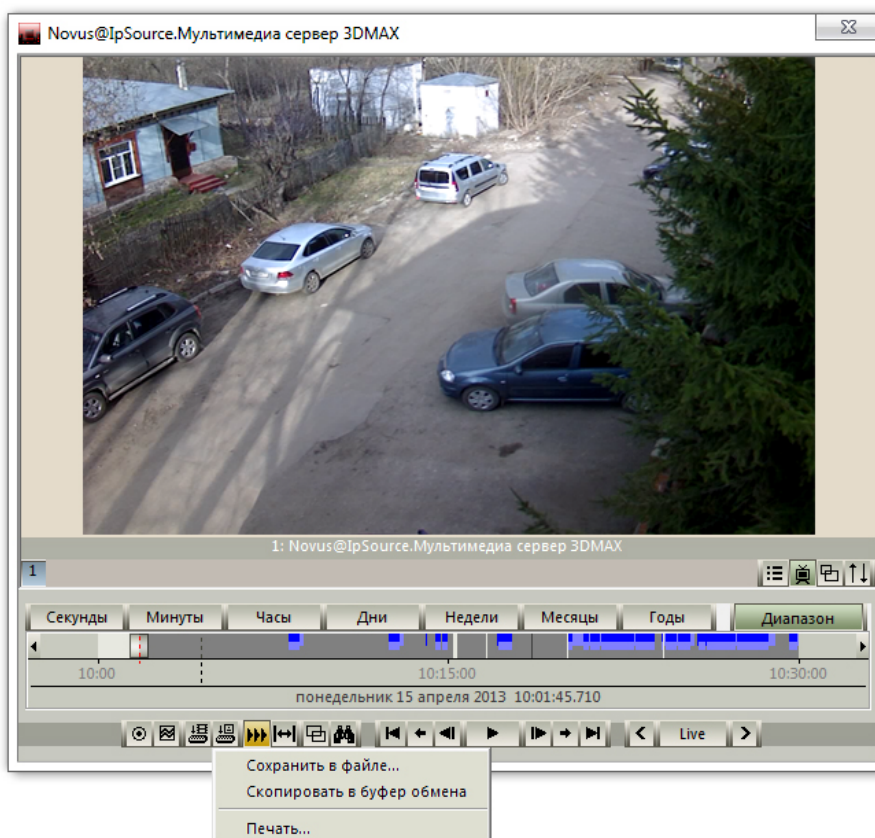 Novus@IpSource.Мультимедиа сервер 3DMAX
1: Novus@IpSource.Мультимедиа сервер 3DMAX
1
Секунды Минуты Часы Дни Недели Месяцы Годы Диапазон
10:00 10:15:00 10:30:00
понедельник 15 апреля 2013 10:01:45.710
Live
Сохранить в файле...
Скопировать в буфер обмена
Печать...